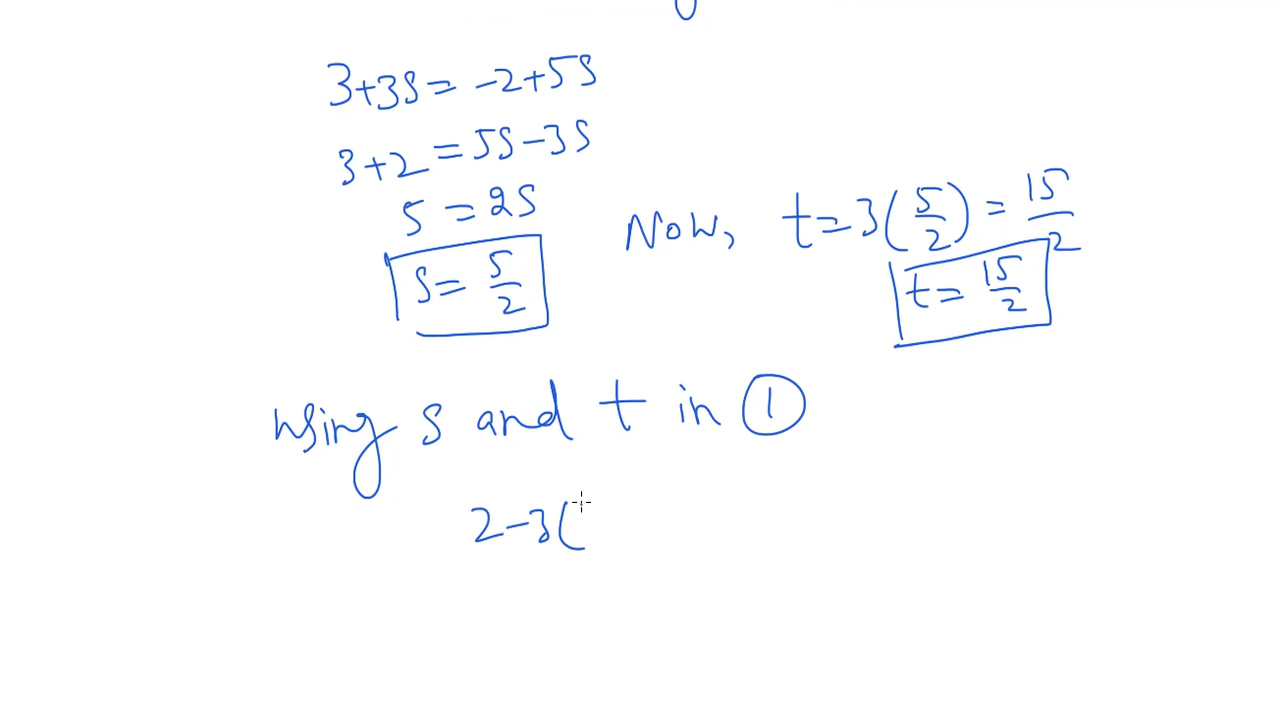 3+3s = -2+5s
3+2 = 5s-3s
5 = 2s
s = 5/2
Now, t = 3(5/2) = 15/2
t = 15/2
using s and t in ①
2-3(